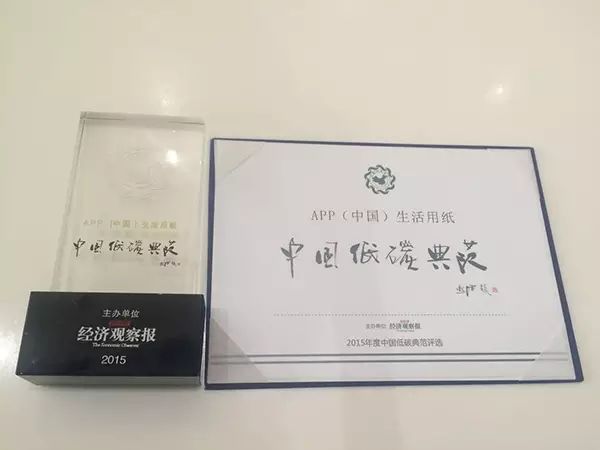 APP（中国）生活用纸
中国低碳典范
主办单位
经济观察报
The Economic Observer
2015
APP（中国）生活用纸
中国低碳典范
主办单位 经济观察报
2015年度中国低碳典范评选